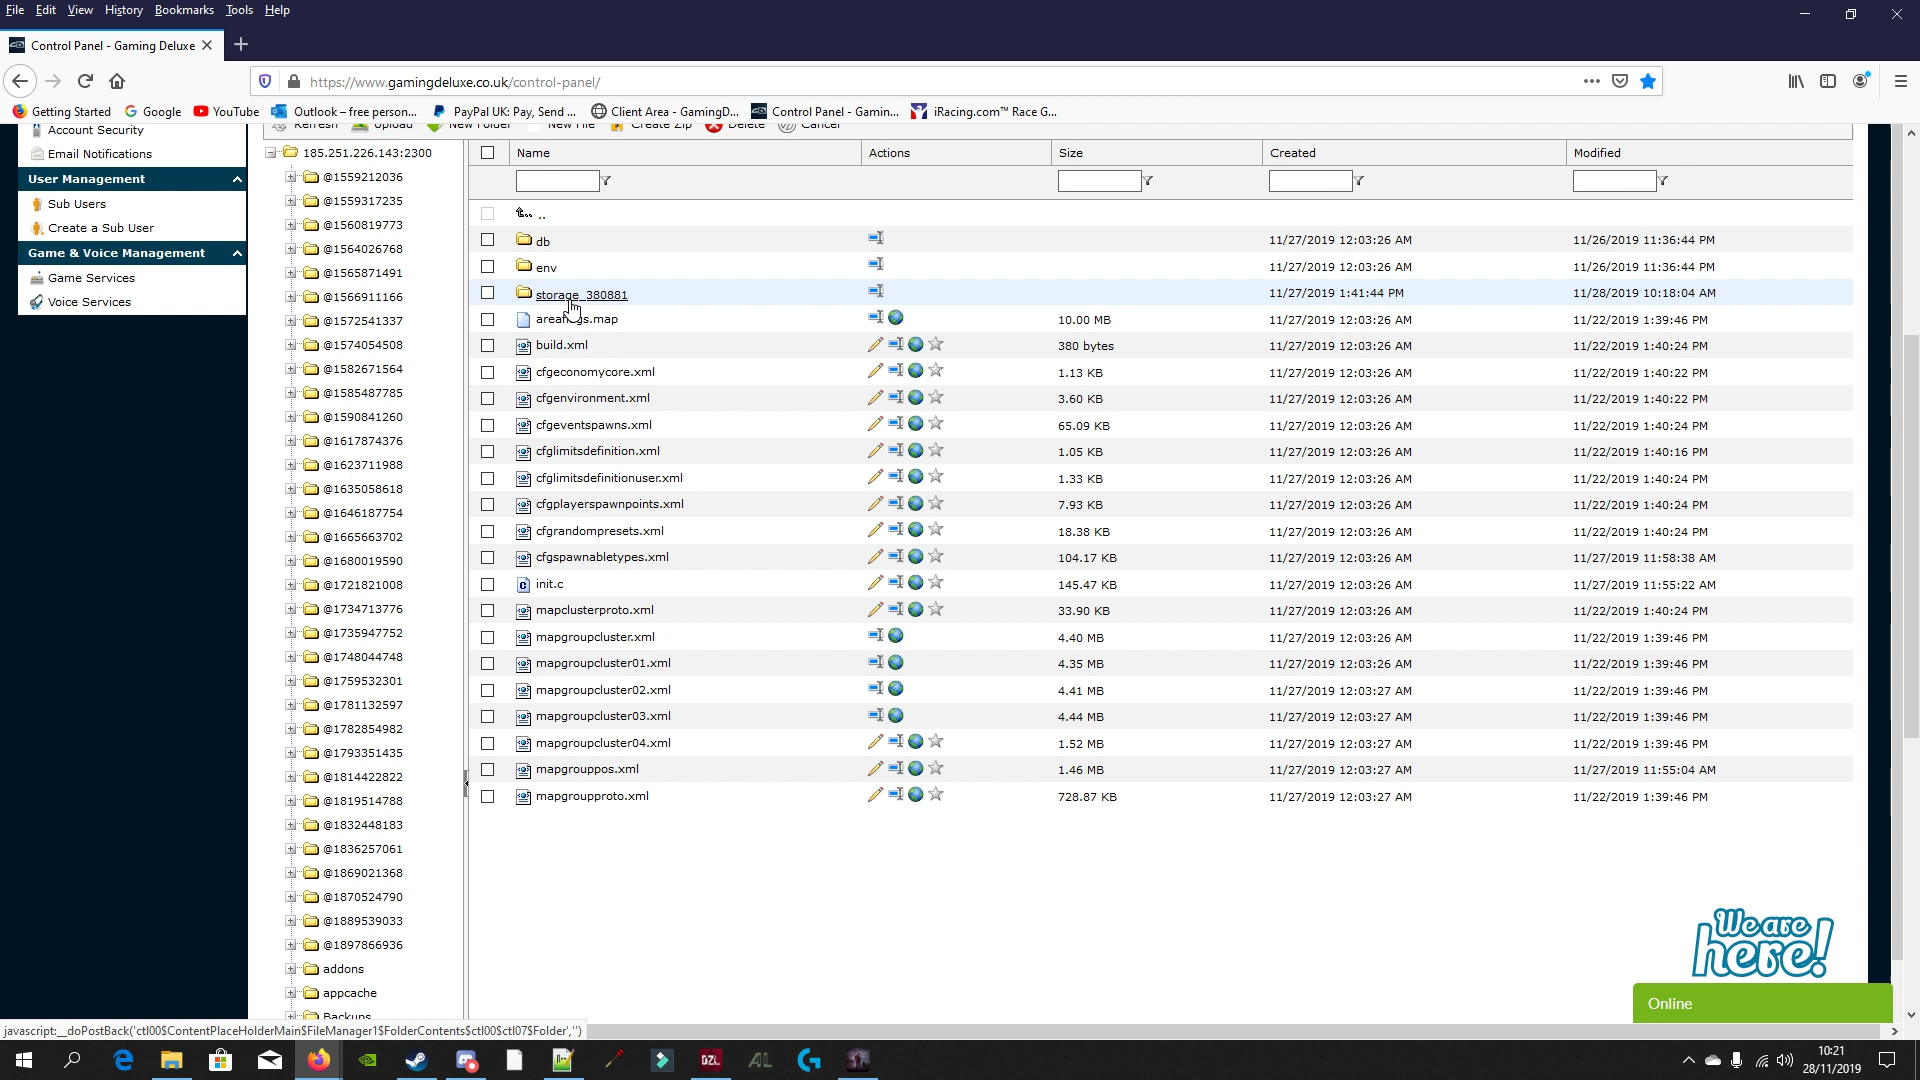 File Edit View History Bookmarks Tools Help
Control Panel - Gaming Deluxe
https://www.gamingdeluxe.co.uk/control-panel/
Getting Started Google YouTube Outlook – free person... PayPal UK: Pay, Send ... Client Area - GamingD... Control Panel - Gamin... iRacing.com™ Race G...
Account Security
Email Notifications
User Management
Sub Users
Create a Sub User
Game & Voice Management
Game Services
Voice Services
Refresh Upload New Folder New File Create Zip Delete Cancel
185.251.226.143:2300
@1559212036
@1559317235
@1560819773
@1564026768
@1565871491
@1566911166
@1572541337
@1574054508
@1582671564
@1585487785
@1590841260
@1617874376
@1623711988
@1635058618
@1646187754
@1665663702
@1680019590
@1721821008
@1734713776
@1735947752
@1748044748
@1759532301
@1781132597
@1782854982
@1793351435
@1814422822
@1819514788
@1832448183
@1836257061
@1869021368
@1870524790
@1889539033
@1897866936
addons
appcache
Backups
Name Actions Size Created Modified
..
db 11/27/2019 12:03:26 AM 11/26/2019 11:36:44 PM
env 11/27/2019 12:03:26 AM 11/26/2019 11:36:44 PM
storage_380881 11/27/2019 1:41:44 PM 11/28/2019 10:18:04 AM
10.00 MB 11/27/2019 12:03:26 AM 11/22/2019 1:39:46 PM
build.xml 380 bytes 11/27/2019 12:03:26 AM 11/22/2019 1:40:24 PM
cfgeconomycore.xml 1.13 KB 11/27/2019 12:03:26 AM 11/22/2019 1:40:22 PM
cfgenvironment.xml 3.60 KB 11/27/2019 12:03:26 AM 11/22/2019 1:40:22 PM
cfgeventspawns.xml 65.09 KB 11/27/2019 12:03:26 AM 11/22/2019 1:40:24 PM
cfglimitsdefinition.xml 1.05 KB 11/27/2019 12:03:26 AM 11/22/2019 1:40:16 PM
cfglimitsdefinitionuser.xml 1.33 KB 11/27/2019 12:03:26 AM 11/22/2019 1:40:24 PM
cfgplayerspawnpoints.xml 7.93 KB 11/27/2019 12:03:26 AM 11/22/2019 1:40:24 PM
cfgrandompresets.xml 18.38 KB 11/27/2019 12:03:26 AM 11/22/2019 1:40:24 PM
cfgspawnabletypes.xml 104.17 KB 11/27/2019 12:03:26 AM 11/27/2019 11:58:38 AM
init.c 145.47 KB 11/27/2019 12:03:26 AM 11/27/2019 11:55:22 AM
mapclusterproto.xml 33.90 KB 11/27/2019 12:03:26 AM 11/22/2019 1:40:24 PM
mapgroupcluster.xml 4.40 MB 11/27/2019 12:03:26 AM 11/22/2019 1:39:46 PM
mapgroupcluster01.xml 4.35 MB 11/27/2019 12:03:26 AM 11/22/2019 1:39:46 PM
mapgroupcluster02.xml 4.41 MB 11/27/2019 12:03:27 AM 11/22/2019 1:39:46 PM
mapgroupcluster03.xml 4.44 MB 11/27/2019 12:03:27 AM 11/22/2019 1:39:46 PM
mapgroupcluster04.xml 1.52 MB 11/27/2019 12:03:27 AM 11/22/2019 1:39:46 PM
mapgrouppos.xml 1.46 MB 11/27/2019 12:03:27 AM 11/27/2019 11:55:04 AM
mapgroupproto.xml 728.87 KB 11/27/2019 12:03:27 AM 11/22/2019 1:39:46 PM
We are
here!
Online
javascript:__doPostBack('ctl00$ContentPlaceHolderMain$FileManager1$FolderContents$ctl00$ctl07$Folder','')
DZL AL
10:21
28/11/2019